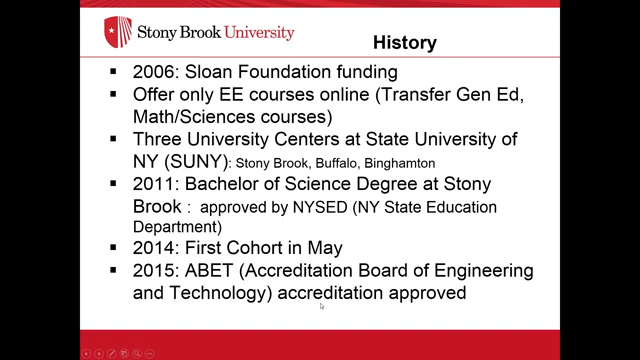 Stony Brook University
History
▪ 2006: Sloan Foundation funding
▪ Offer only EE courses online (Transfer Gen Ed,
Math/Sciences courses)
▪ Three University Centers at State University of
NY (SUNY): Stony Brook, Buffalo, Binghamton
▪ 2011: Bachelor of Science Degree at Stony
Brook : approved by NYSED (NY State Education
Department)
▪ 2014: First Cohort in May
▪ 2015: ABET (Accreditation Board of Engineering
and Technology) accreditation approved